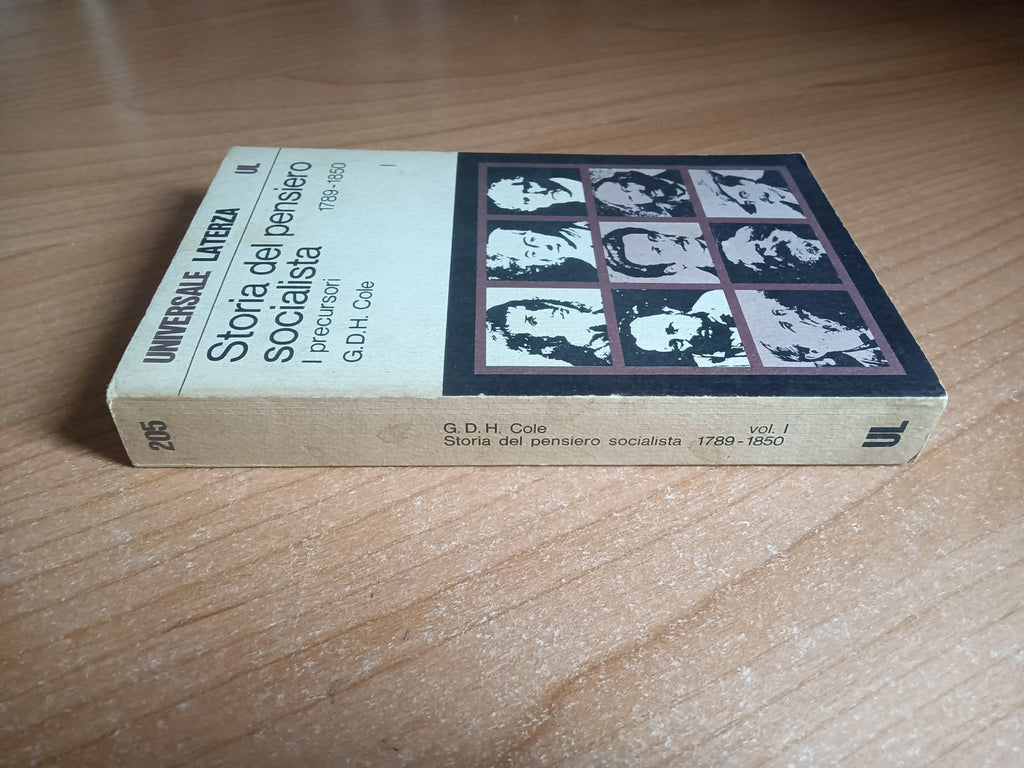 UNIVERSALE LATERZA UL
Storia del pensiero
socialista 1789-1850
I precursori I
G.D.H. Cole
205
G.D.H. Cole vol. I
Storia del pensiero socialista 1789-1850
UL